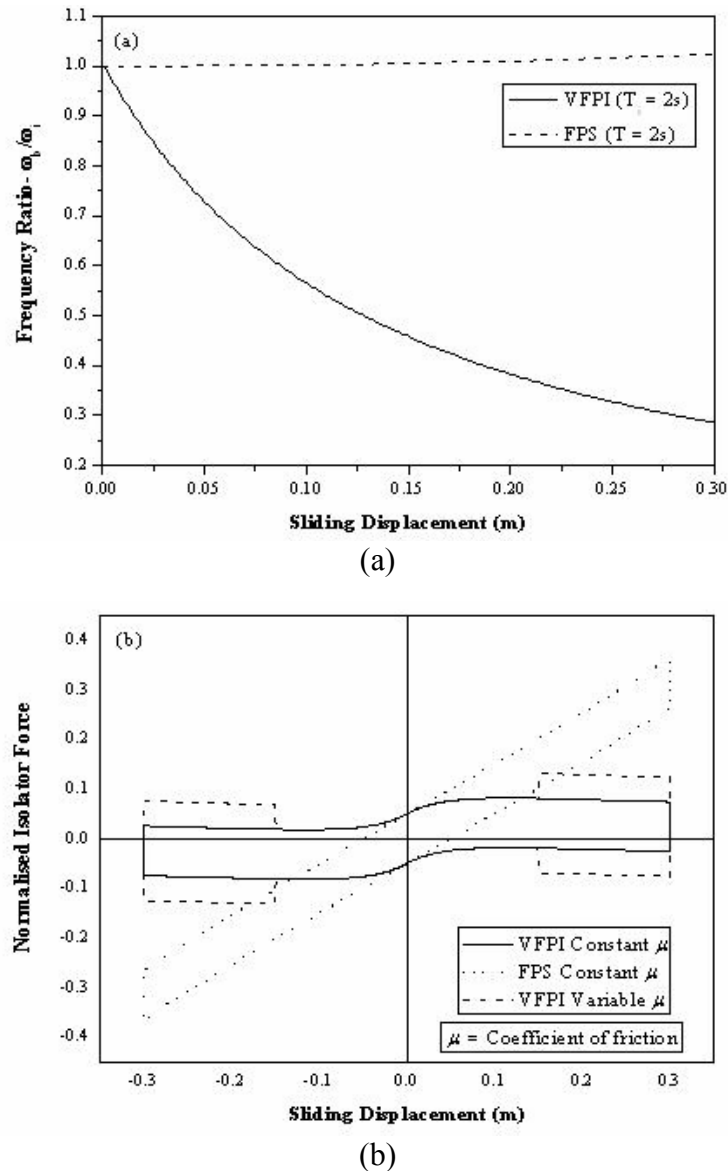 (a)
1.1
1.0
0.9
0.8
0.7
0.6
0.5
0.4
0.3
0.2
Frequency Ratio- ω_b/ω_i
VFPI (T_i = 2s)
FPS (T = 2s)
0.00 0.05 0.10 0.15 0.20 0.25 0.30
Sliding Displacement (m)
(a)
(b)
0.4
0.3
0.2
0.1
0.0
-0.1
-0.2
-0.3
-0.4
Normalised Isolator Force
VFPI Constant μ
FPS Constant μ
VFPI Variable μ
μ = Coefficient of friction
-0.3 -0.2 -0.1 0.0 0.1 0.2 0.3
Sliding Displacement (m)
(b)